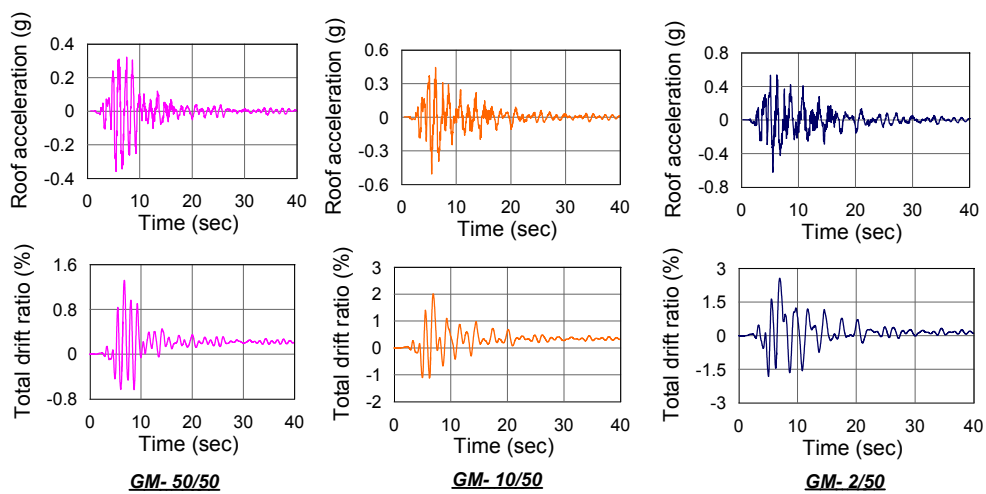 Roof acceleration (g)
0.4
0.2
0
-0.2
-0.4
0 10 20 30 40
Time (sec)
Roof acceleration (g)
0.6
0.3
0
-0.3
-0.6
0 10 20 30 40
Time (sec)
Roof acceleration (g)
0.8
0.4
0
-0.4
-0.8
0 10 20 30 40
Time (sec)
Total drift ratio (%)
1.6
0.8
0
-0.8
0 10 20 30 40
Time (sec)
Total drift ratio (%)
3
2
1
0
-1
-2
0 10 20 30 40
Time (sec)
Total drift ratio (%)
3
1.5
0
-1.5
-3
0 10 20 30 40
Time (sec)
GM- 50/50
GM- 10/50
GM- 2/50